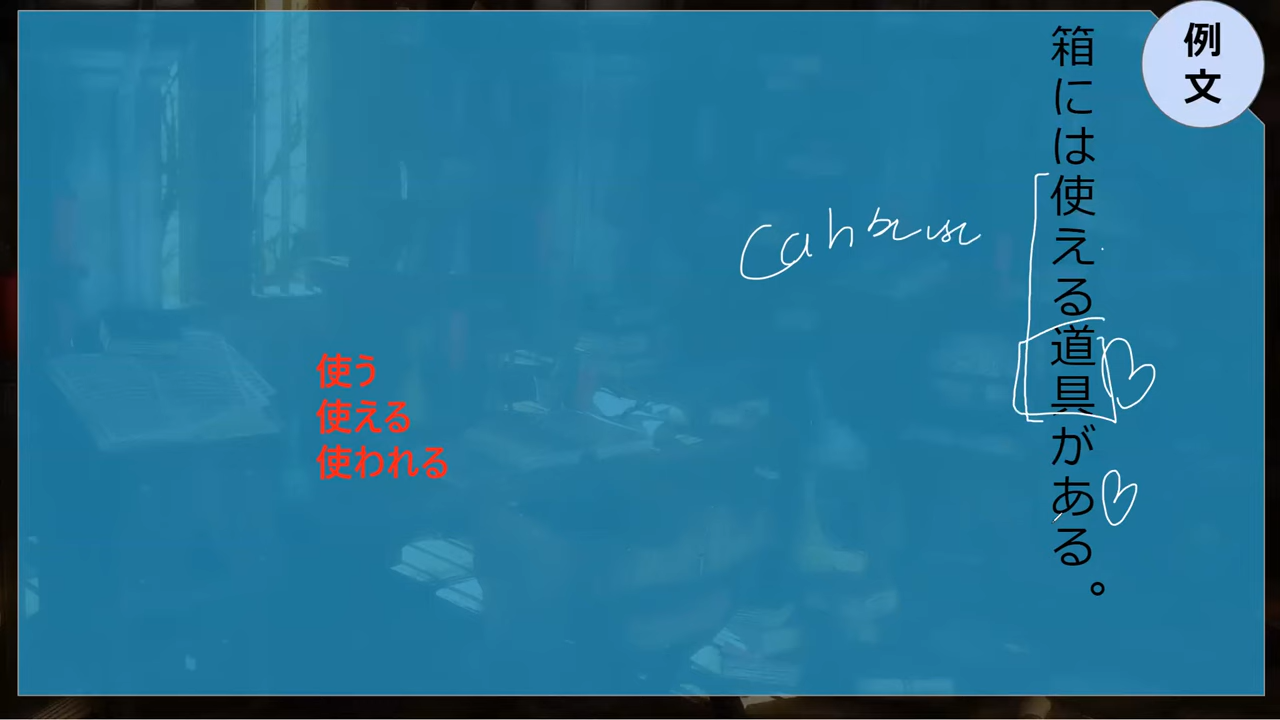 例文
箱には使える道具がある。
can be use
使う
使える
使われる